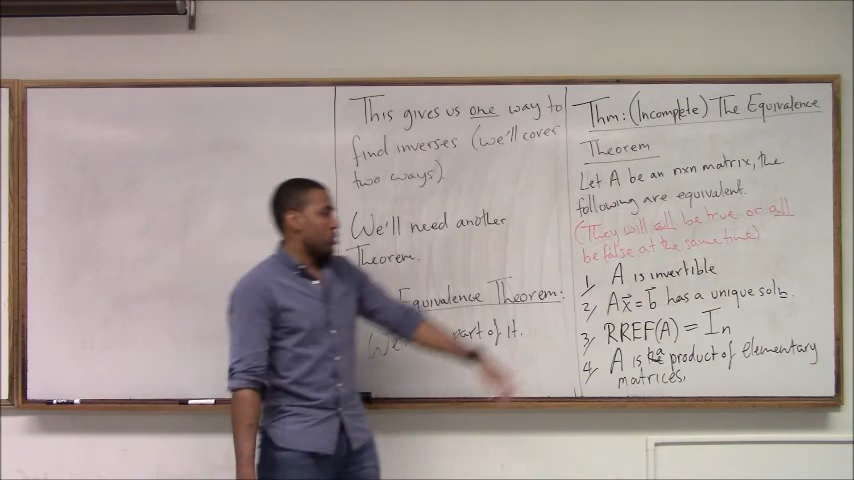 This gives us one way to
find inverses (we'll cover
two ways).
We'll need another
Theorem.
Equivalence Theorem:
We part of it.
Thm: (Incomplete) The Equivalence
Theorem
Let A be an nxn matrix, the
following are equivalent.
(They will all be true or all
be false at the same time)
1/ A is invertible
2/ Ax⃗ = b⃗ has a unique soln.
3/ RREF(A) = In
4/ A is a product of elementary
matrices.